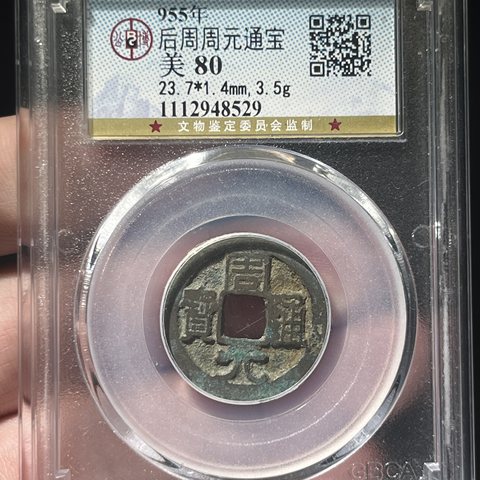 955年
后周周元通宝
美 80
23.7*1.4mm,3.5g
1112948529
★ 文物鉴定委员会监制 ★
周
寶 通
元
GBCA